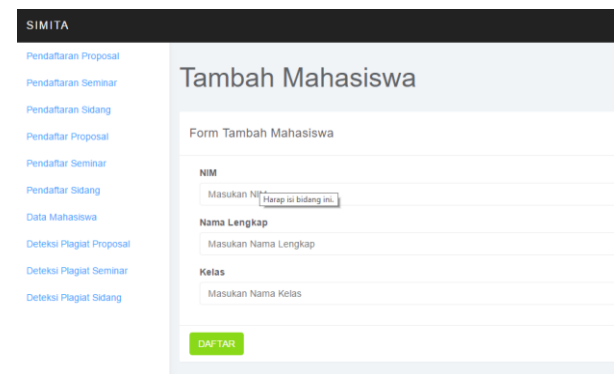 SIMITA
Pendaftaran Proposal
Pendaftaran Seminar
Pendaftaran Sidang
Pendaftar Proposal
Pendaftar Seminar
Pendaftar Sidang
Data Mahasiswa
Deteksi Plagiat Proposal
Deteksi Plagiat Seminar
Deteksi Plagiat Sidang
Tambah Mahasiswa
Form Tambah Mahasiswa
NIM
Masukan NIM
Harap isi bidang ini.
Nama Lengkap
Masukan Nama Lengkap
Kelas
Masukan Nama Kelas
DAFTAR